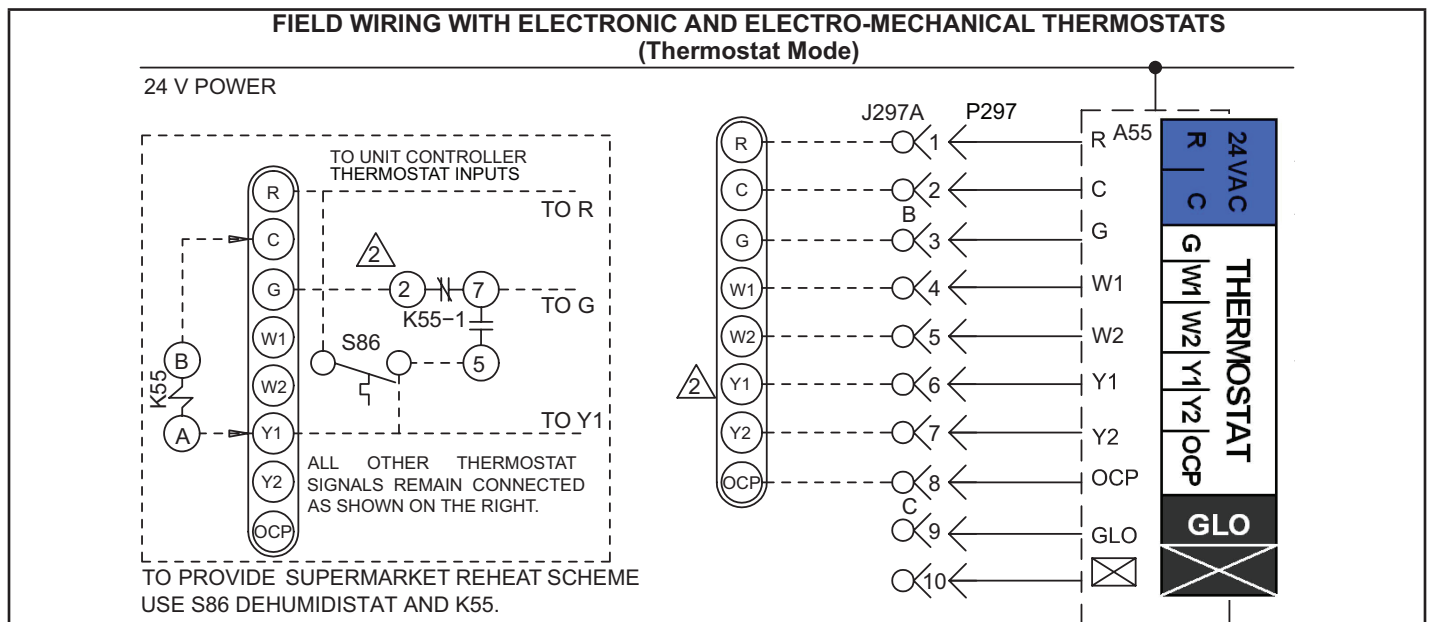 FIELD WIRING WITH ELECTRONIC AND ELECTRO-MECHANICAL THERMOSTATS
(Thermostat Mode)
24 V POWER
TO UNIT CONTROLLER
THERMOSTAT INPUTS
R
TO R
C
2
G
2
7
TO G
K55-1
W1
S86
5
B
W2
K55
A
Y1
TO Y1
Y2
ALL OTHER THERMOSTAT
SIGNALS REMAIN CONNECTED
AS SHOWN ON THE RIGHT.
OCP
TO PROVIDE SUPERMARKET REHEAT SCHEME
USE S86 DEHUMIDISTAT AND K55.
J297A P297
R 1 R A55
C 2 C
B
G 3 G
W1 4 W1
W2 5 W2
2 Y1 6 Y1
Y2 7 Y2
OCP 8 OCP
C
9 GLO
10
24VAC
R C
THERMOSTAT
G W1 W2 Y1 Y2 OCP
GLO